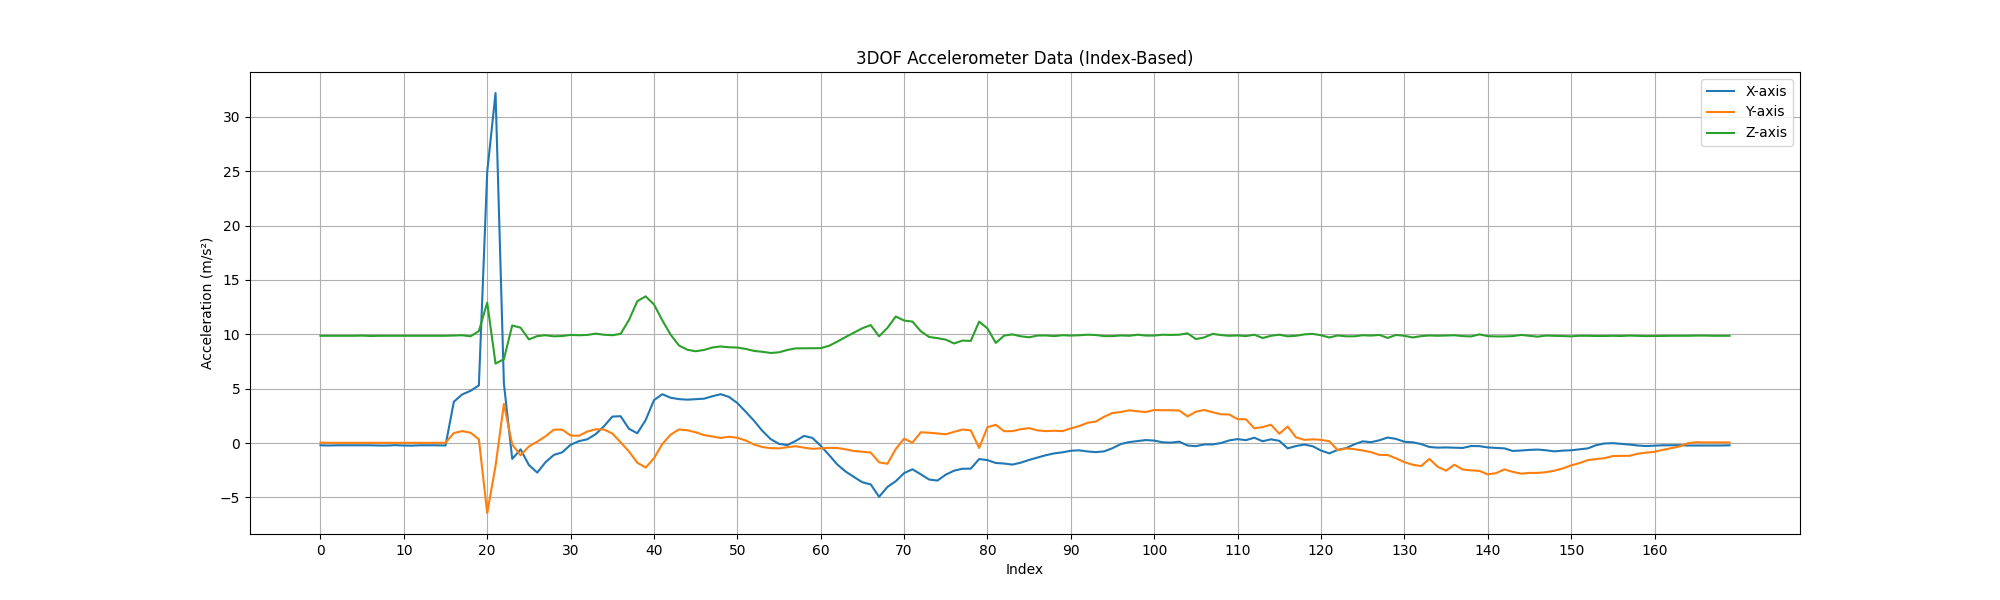 3DOF Accelerometer Data (Index-Based)
X-axis
Y-axis
Z-axis
Acceleration (m/s²)
30
25
20
15
10
5
0
−5
0 10 20 30 40 50 60 70 80 90 100 110 120 130 140 150 160
Index